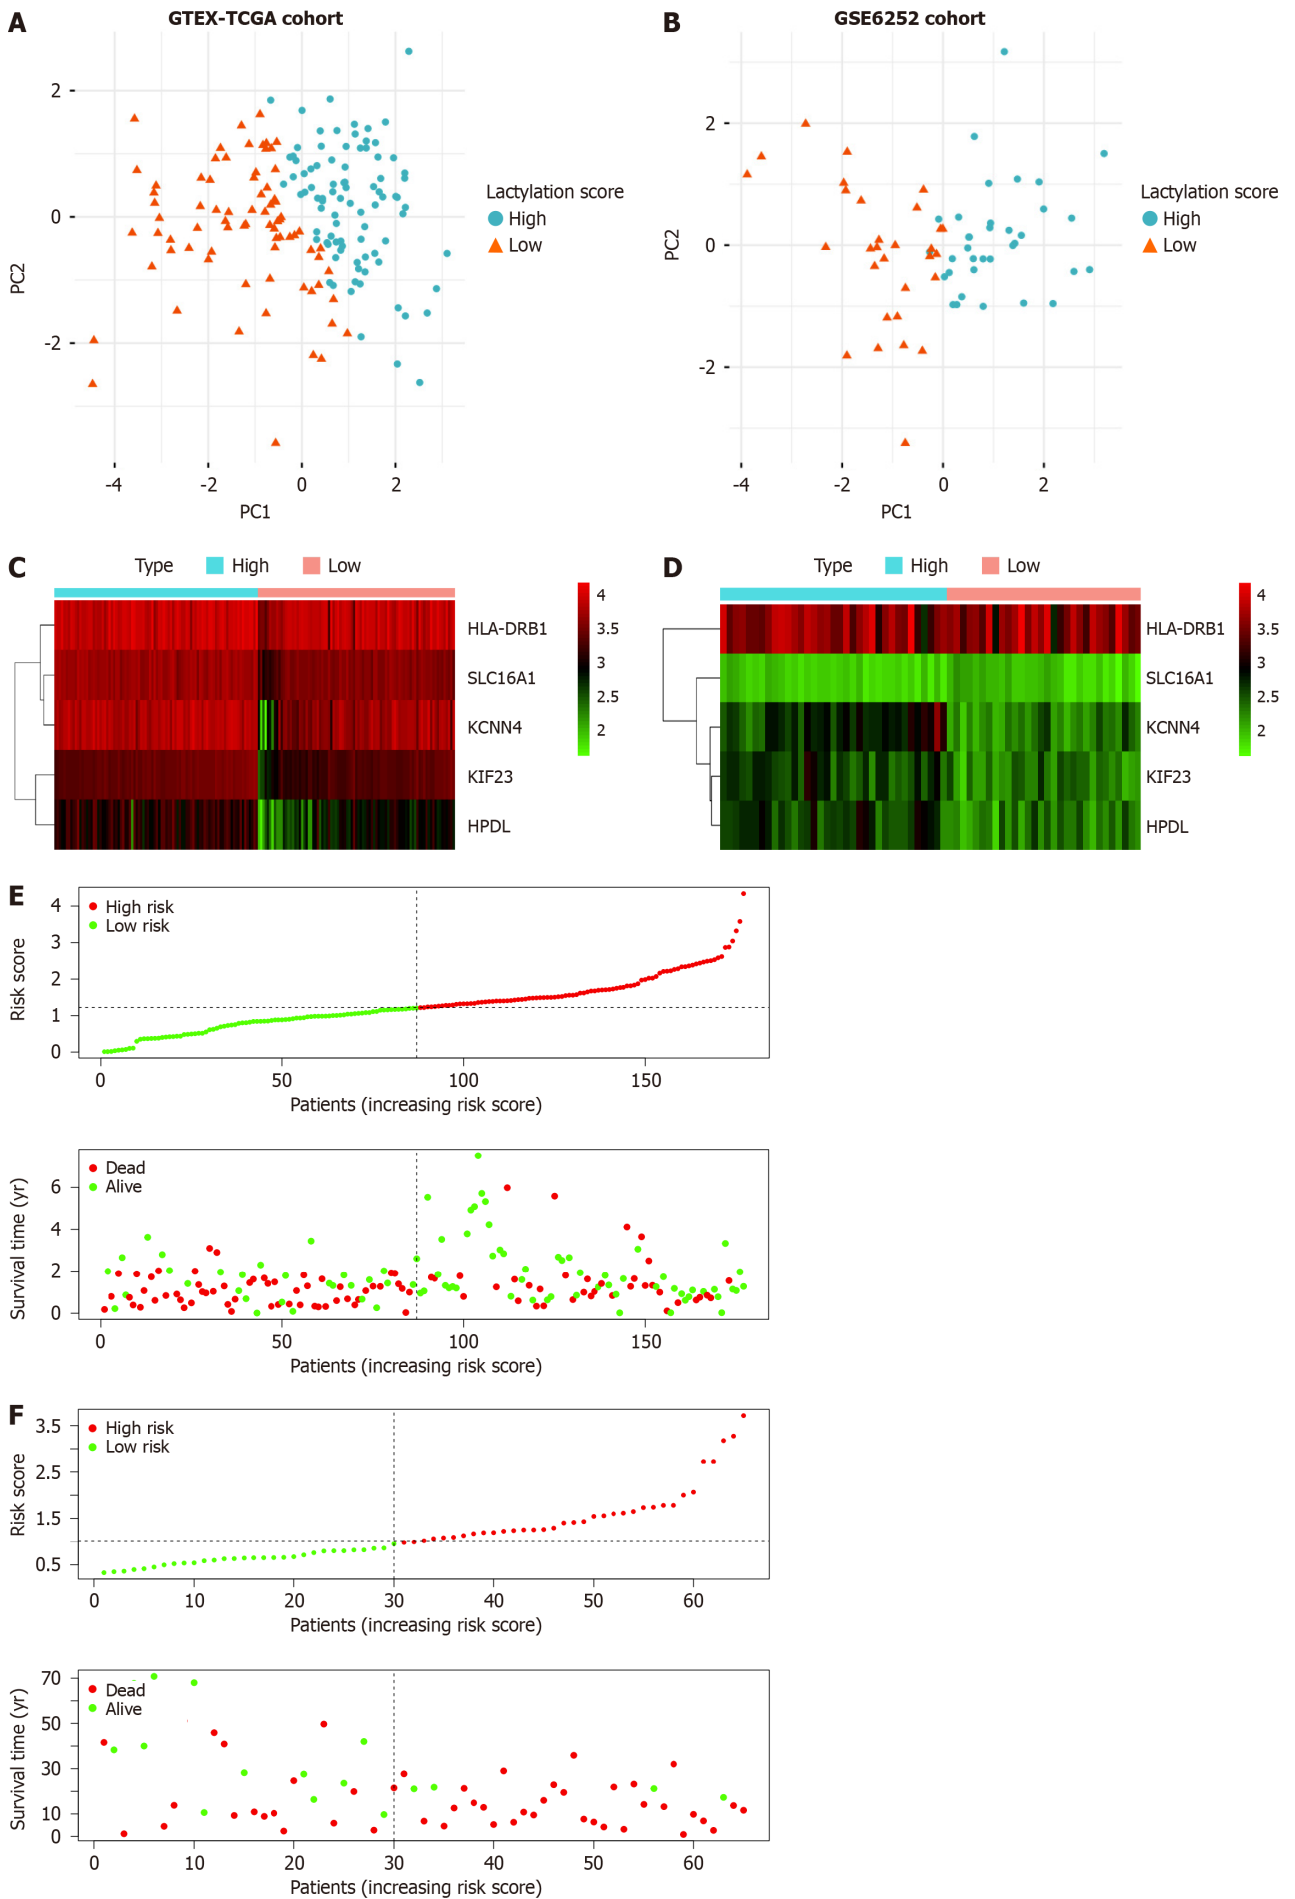 A
GTEX-TCGA cohort
PC2
2
0
-2
-4
-2
0
2
PC1
Lactylation score
High
Low
B
GSE6252 cohort
PC2
2
0
-2
-4
-2
0
2
PC1
Lactylation score
High
Low
C
Type High Low
HLA-DRB1
SLC16A1
KCNN4
KIF23
HPDL
4
3.5
3
2.5
2
D
Type High Low
HLA-DRB1
SLC16A1
KCNN4
KIF23
HPDL
4
3.5
3
2.5
2
E
High risk
Low risk
Risk score
4
3
2
1
0
0
50
100
150
Patients (increasing risk score)
Dead
Alive
Survival time (yr)
6
4
2
0
0
50
100
150
Patients (increasing risk score)
F
High risk
Low risk
Risk score
3.5
2.5
1.5
0.5
0
10
20
30
40
50
60
Patients (increasing risk score)
Dead
Alive
Survival time (yr)
70
50
30
10
0
0
10
20
30
40
50
60
Patients (increasing risk score)